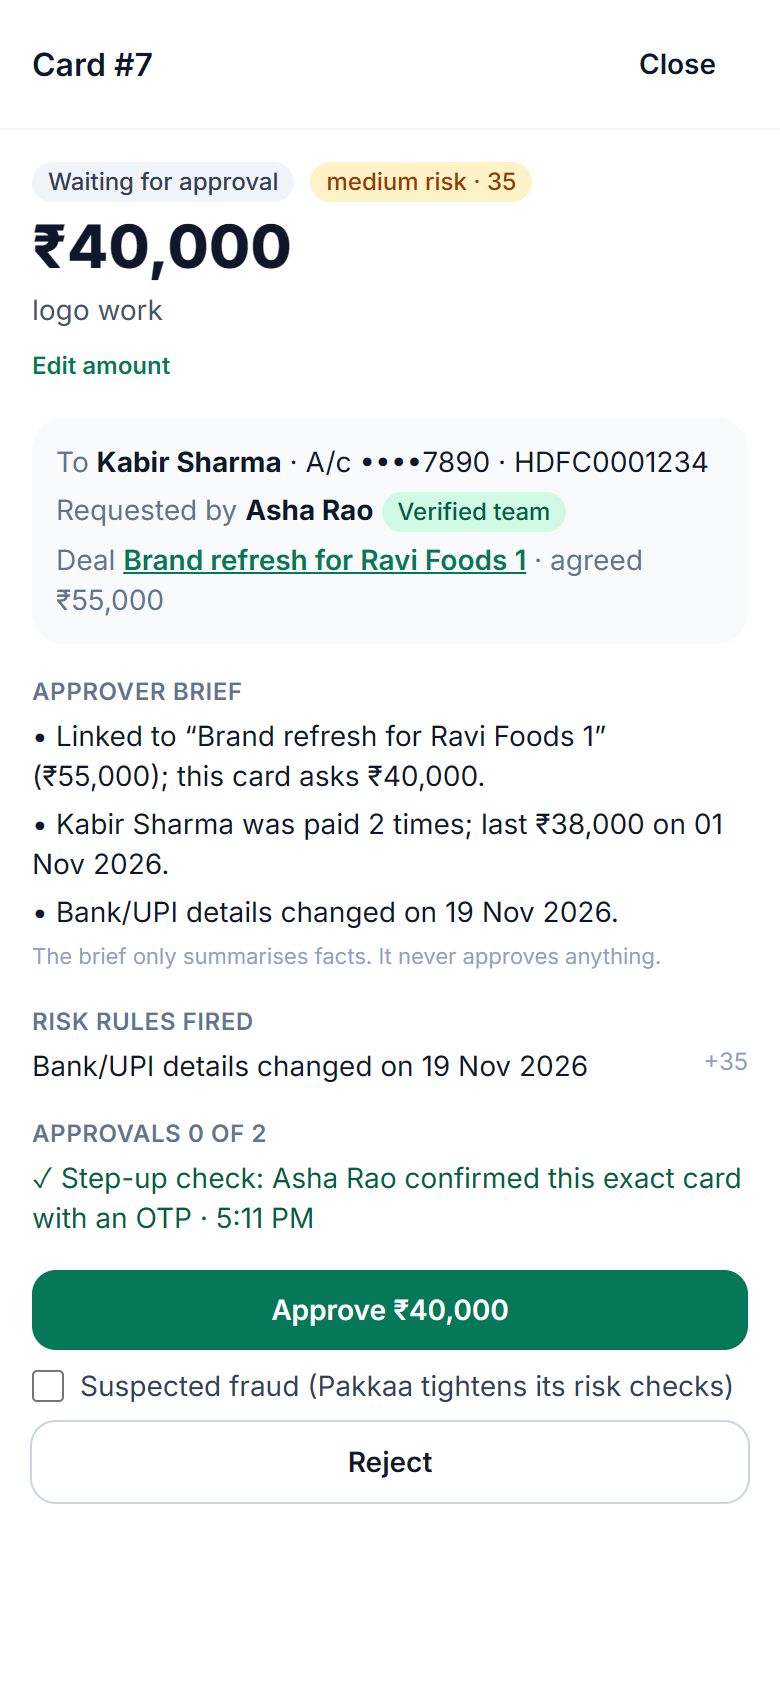 Card #7
Close
Waiting for approval
medium risk · 35
₹40,000
logo work
Edit amount
To Kabir Sharma · A/c ••••7890 · HDFC0001234
Requested by Asha Rao Verified team
Deal Brand refresh for Ravi Foods 1 · agreed
₹55,000
APPROVER BRIEF
• Linked to “Brand refresh for Ravi Foods 1”
(₹55,000); this card asks ₹40,000.
• Kabir Sharma was paid 2 times; last ₹38,000 on 01
Nov 2026.
• Bank/UPI details changed on 19 Nov 2026.
The brief only summarises facts. It never approves anything.
RISK RULES FIRED
Bank/UPI details changed on 19 Nov 2026 +35
APPROVALS 0 OF 2
✓ Step-up check: Asha Rao confirmed this exact card
with an OTP · 5:11 PM
Approve ₹40,000
Suspected fraud (Pakkaa tightens its risk checks)
Reject